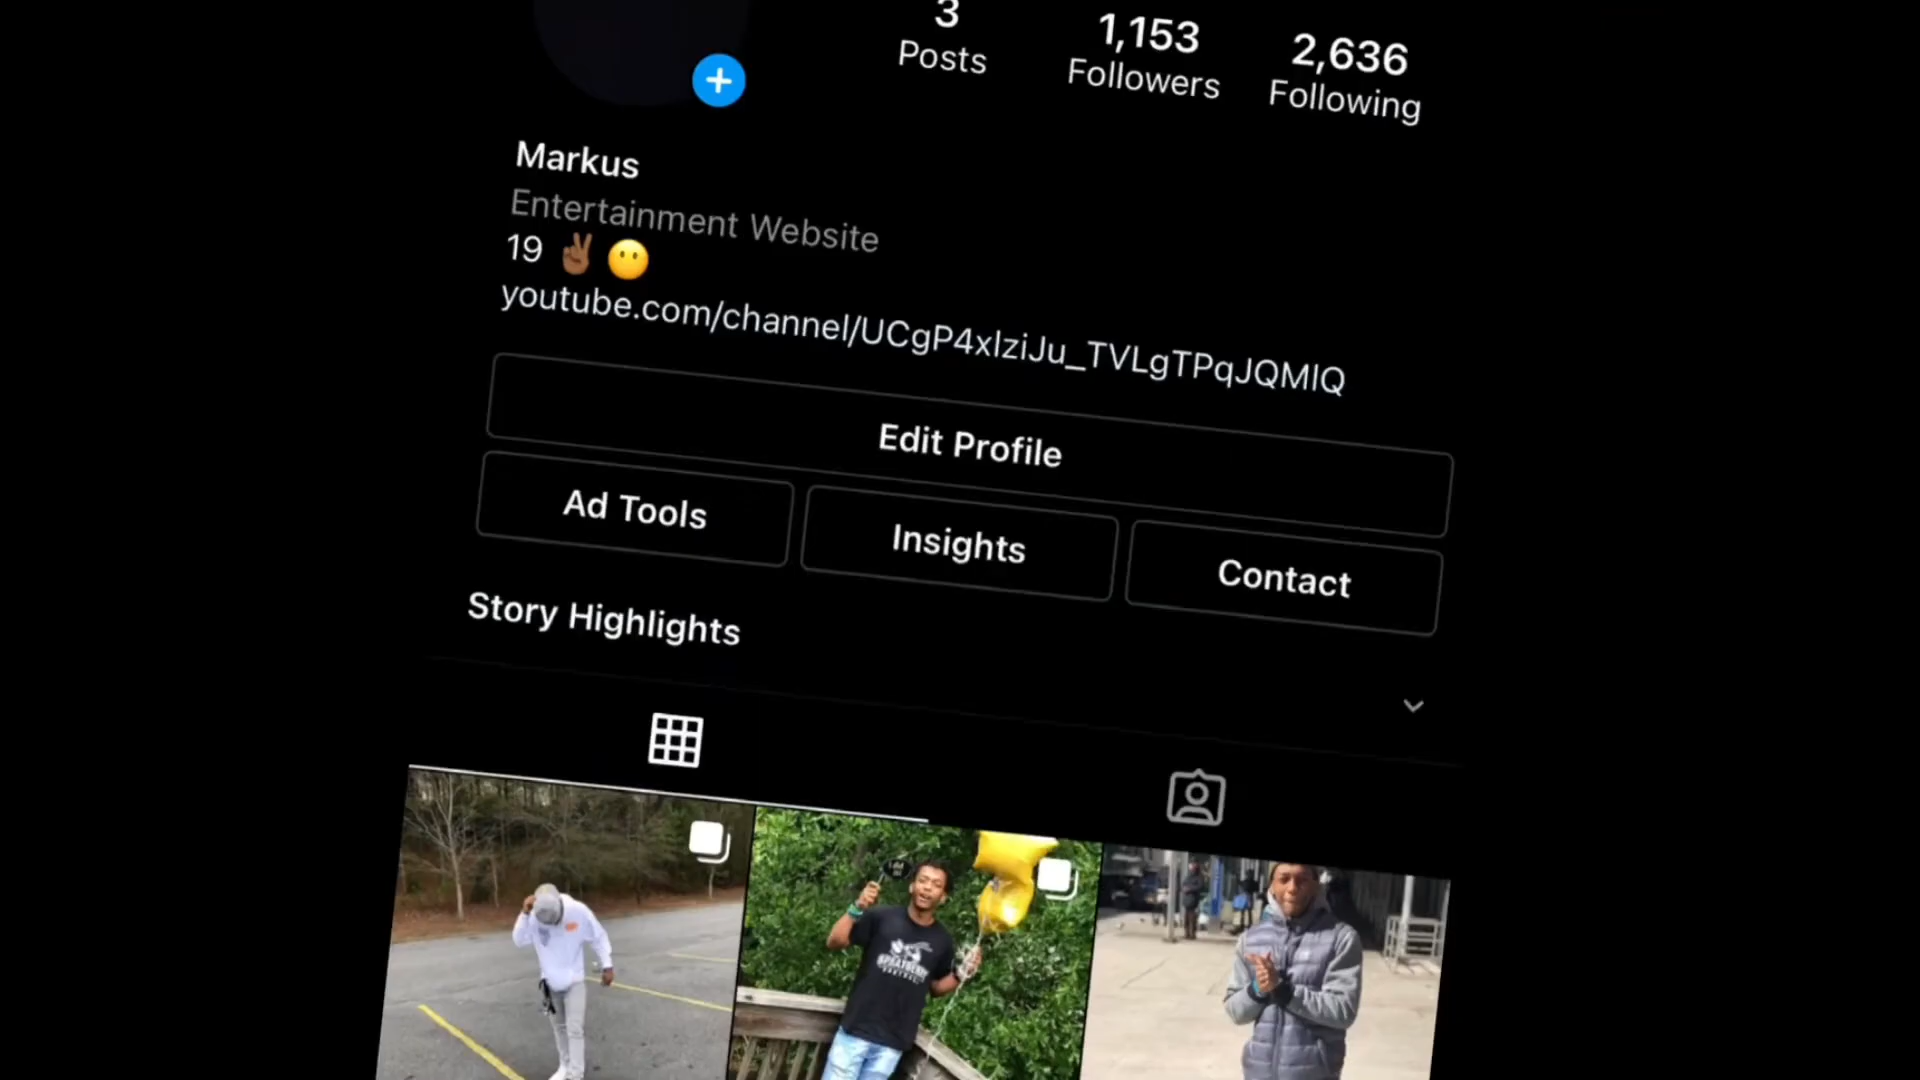 3
Posts
1,153
Followers
2,636
Following
Markus
Entertainment Website
19 ✌🏾 😶
youtube.com/channel/UCgP4xlziJu_TVLgTPqJQMIQ
Edit Profile
Ad Tools
Insights
Contact
Story Highlights